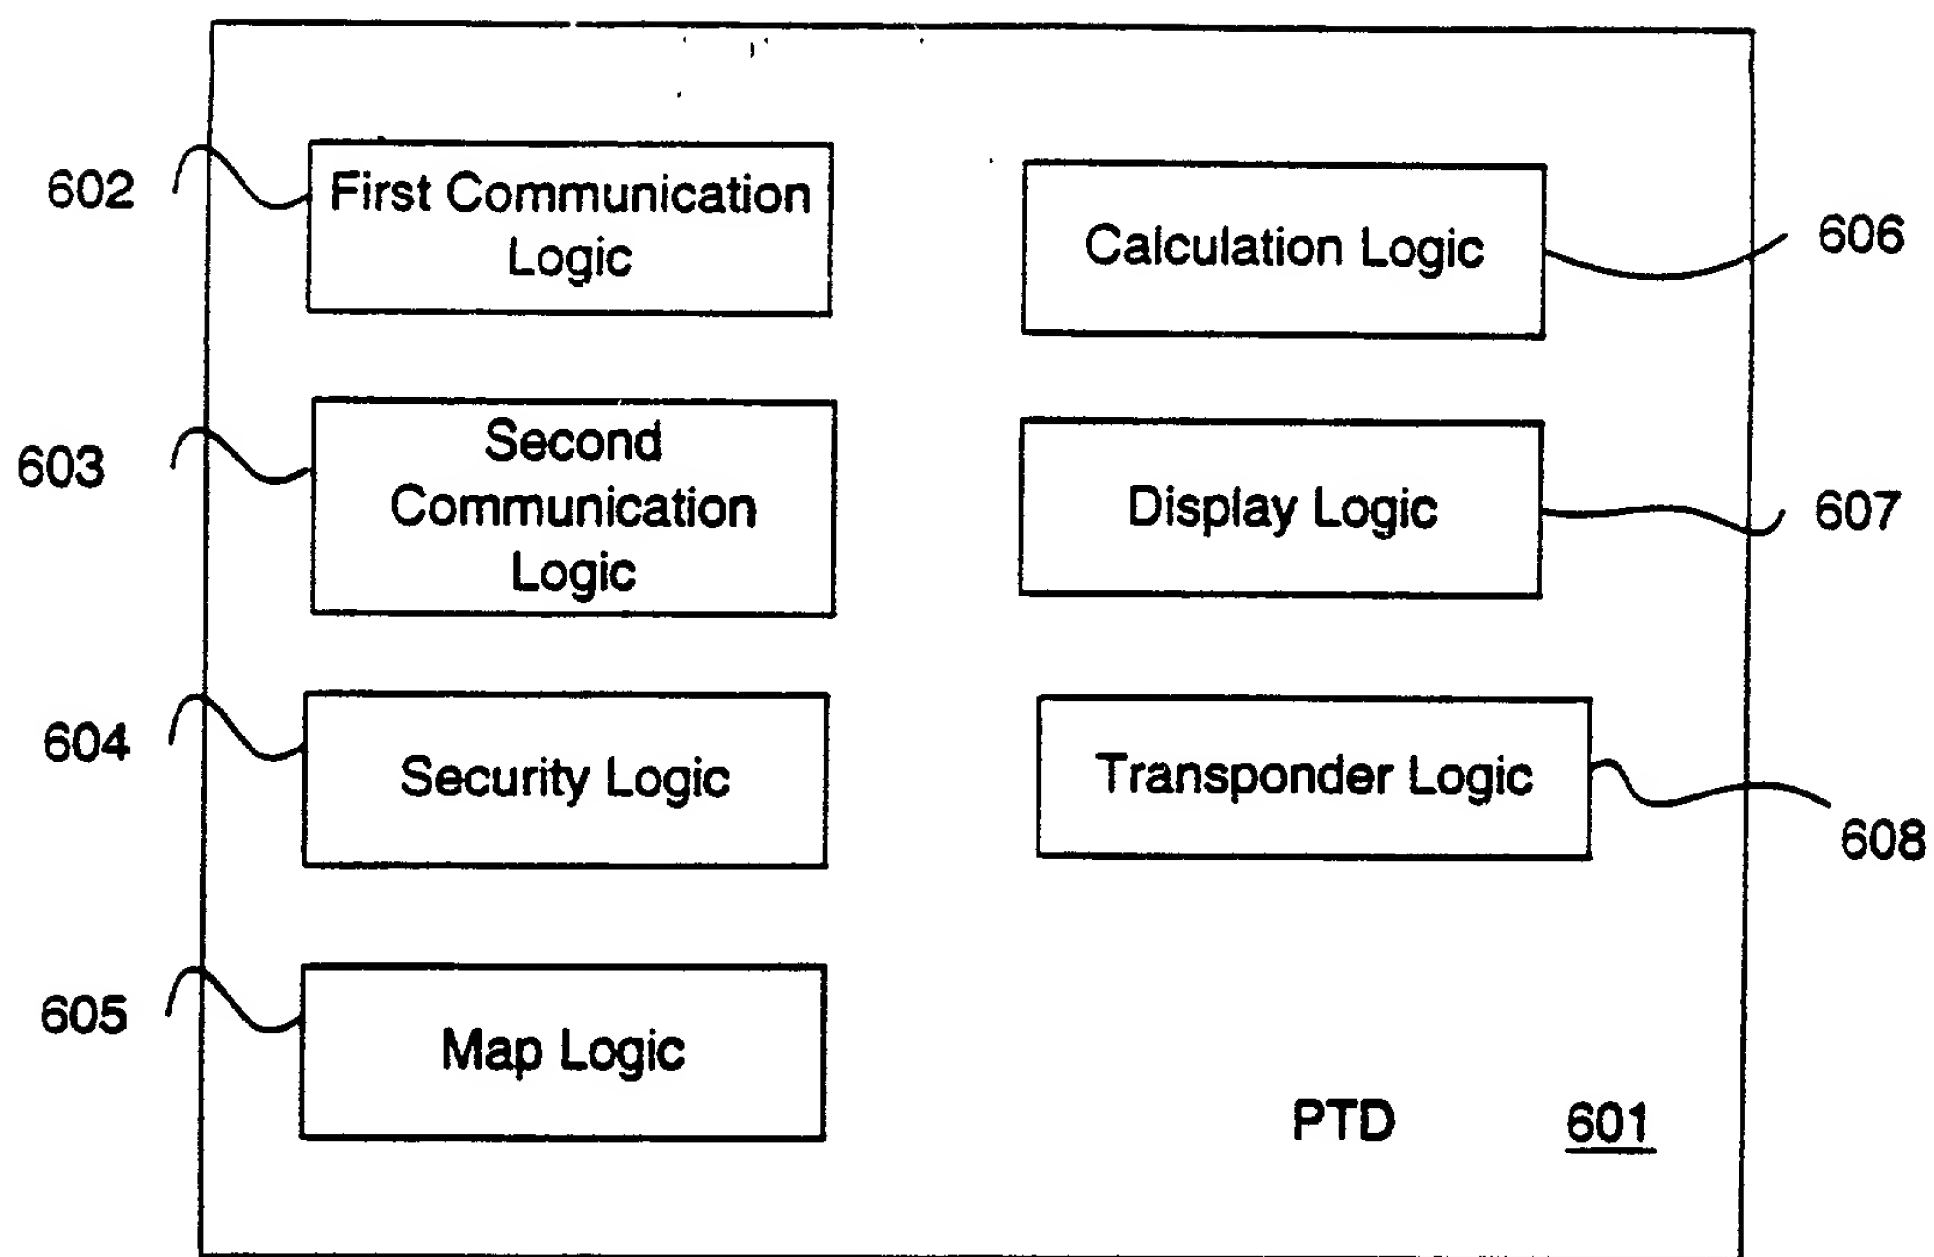 602
First Communication
Logic
Calculation Logic
606
603
Second
Communication
Logic
Display Logic
607
604
Security Logic
Transponder Logic
608
605
Map Logic
PTD
601